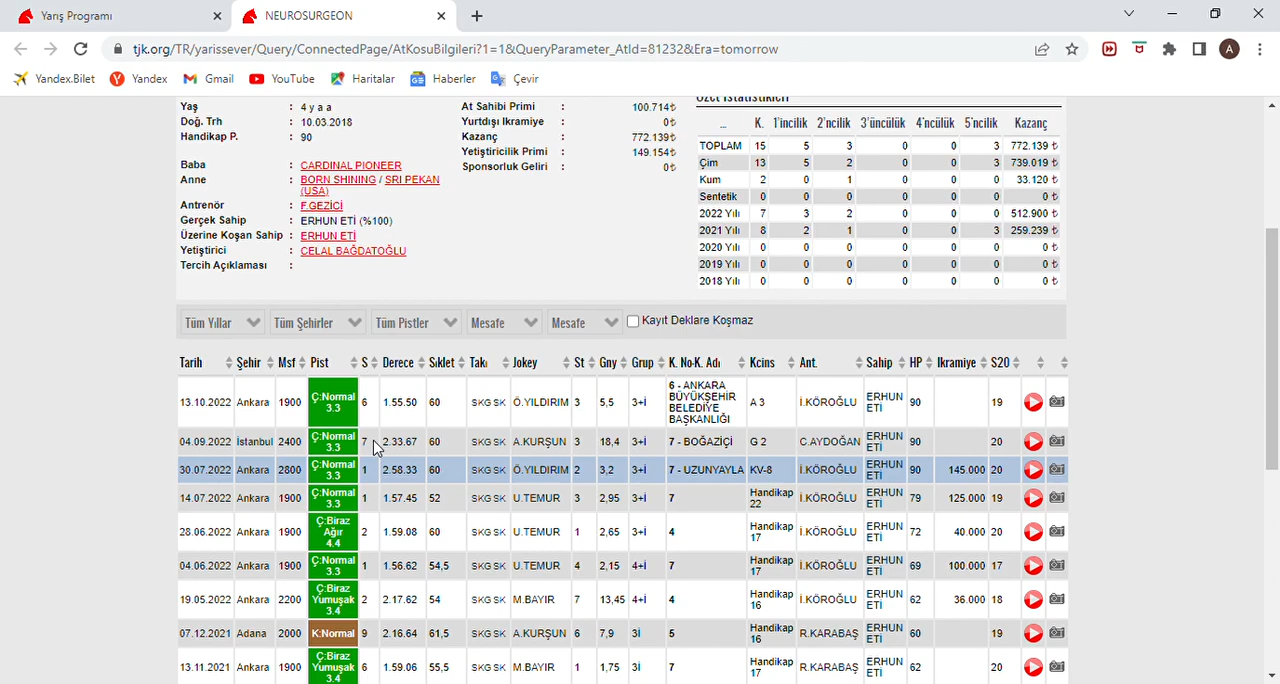 Yarış Programı
NEUROSURGEON
tjk.org/TR/yarissever/Query/ConnectedPage/AtKosuBilgileri?1=1&QueryParameter_AtId=81232&Era=tomorrow
A
Yandex.Bilet Yandex Gmail YouTube Haritalar Haberler Çevir
Yaş : 4 y a a
Doğ. Trh : 10.03.2018
Handikap P. : 90
Baba : CARDINAL PIONEER
Anne : BORN SHINING / SRI PEKAN
(USA)
Antrenör : F.GEZİCİ
Gerçek Sahip : ERHUN ETİ (%100)
Üzerine Koşan Sahip : ERHUN ETİ
Yetiştirici : CELAL BAĞDATOĞLU
Tercih Açıklaması :
At Sahibi Primi : 100.714₺
Yurtdışı Ikramiye : 0₺
Kazanç : 772.139₺
Yetiştiricilik Primi : 149.154₺
Sponsorluk Geliri : 0₺
Özet İstatistikleri
... K. 1'incilik 2'ncilik 3'üncülük 4'ncülük 5'ncilik Kazanç
TOPLAM 15 5 3 0 0 3 772.139 ₺
Çim 13 5 2 0 0 3 739.019 ₺
Kum 2 0 1 0 0 0 33.120 ₺
Sentetik 0 0 0 0 0 0 0 ₺
2022 Yılı 7 3 2 0 0 0 512.900 ₺
2021 Yılı 8 2 1 0 0 3 259.239 ₺
2020 Yılı 0 0 0 0 0 0 0 ₺
2019 Yılı 0 0 0 0 0 0 0 ₺
2018 Yılı 0 0 0 0 0 0 0 ₺
Tüm Yıllar Tüm Şehirler Tüm Pistler Mesafe Mesafe Kayıt Deklare Koşmaz
Tarih Şehir Msf Pist S Derece Sıklet Takı Jokey St Gny Grup K. No-K. Adı Kcins Ant. Sahip HP Ikramiye S20
13.10.2022 Ankara 1900 Ç:Normal 3.3 6 1.55.50 60 SKG SK Ö.YILDIRIM 3 5,5 3+İ 6 - ANKARA BÜYÜKŞEHİR BELEDİYE BAŞKANLIĞI A 3 İ.KÖROĞLU ERHUN ETİ 90 19
04.09.2022 İstanbul 2400 Ç:Normal 3.3 7 2.33.67 60 SKG SK A.KURŞUN 3 18,4 3+İ 7 - BOĞAZİÇİ G 2 C.AYDOĞAN ERHUN ETİ 90 20
30.07.2022 Ankara 2800 Ç:Normal 3.3 1 2.58.33 60 SKG SK Ö.YILDIRIM 2 3,2 3+İ 7 - UZUNYAYLA KV-8 İ.KÖROĞLU ERHUN ETİ 90 145.000 20
14.07.2022 Ankara 1900 Ç:Normal 3.3 1 1.57.45 52 SKG SK U.TEMUR 3 2,95 3+İ 7 Handikap 22 İ.KÖROĞLU ERHUN ETİ 79 125.000 19
28.06.2022 Ankara 1900 Ç:Biraz Ağır 4.4 2 1.59.08 60 SKG SK U.TEMUR 1 2,65 3+İ 4 Handikap 17 İ.KÖROĞLU ERHUN ETİ 72 40.000 20
04.06.2022 Ankara 1900 Ç:Normal 3.3 1 1.56.62 54,5 SKG SK U.TEMUR 4 2,15 4+İ 7 Handikap 17 İ.KÖROĞLU ERHUN ETİ 69 100.000 17
19.05.2022 Ankara 2200 Ç:Biraz Yumuşak 3.4 2 2.17.62 54 SKG SK M.BAYIR 7 13,45 4+İ 4 Handikap 16 İ.KÖROĞLU ERHUN ETİ 62 36.000 18
07.12.2021 Adana 2000 K:Normal 9 2.16.64 61,5 SKG SK A.KURŞUN 6 7,9 3İ 5 Handikap 16 R.KARABAŞ ERHUN ETİ 60 19
13.11.2021 Ankara 1900 Ç:Biraz Yumuşak 3.4 6 1.59.06 55,5 SKG SK M.BAYIR 1 1,75 3İ 7 Handikap 17 R.KARABAŞ ERHUN ETİ 62 20